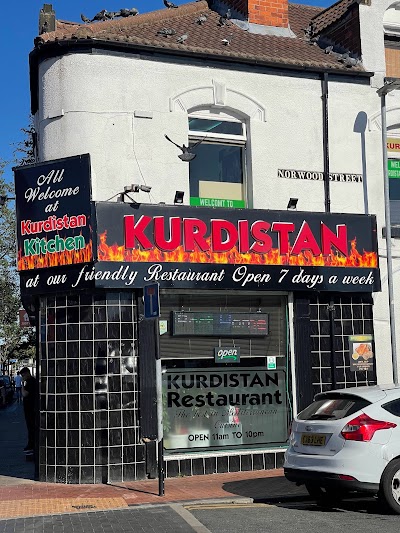 All
Welcome
at
Kurdistan
Kitchen
KURDISTAN
at our friendly Restaurant Open 7 days a week
NORWOOD STREET
WELCOME
open
KURDISTAN
Restaurant
OPEN 11am TO 10pm